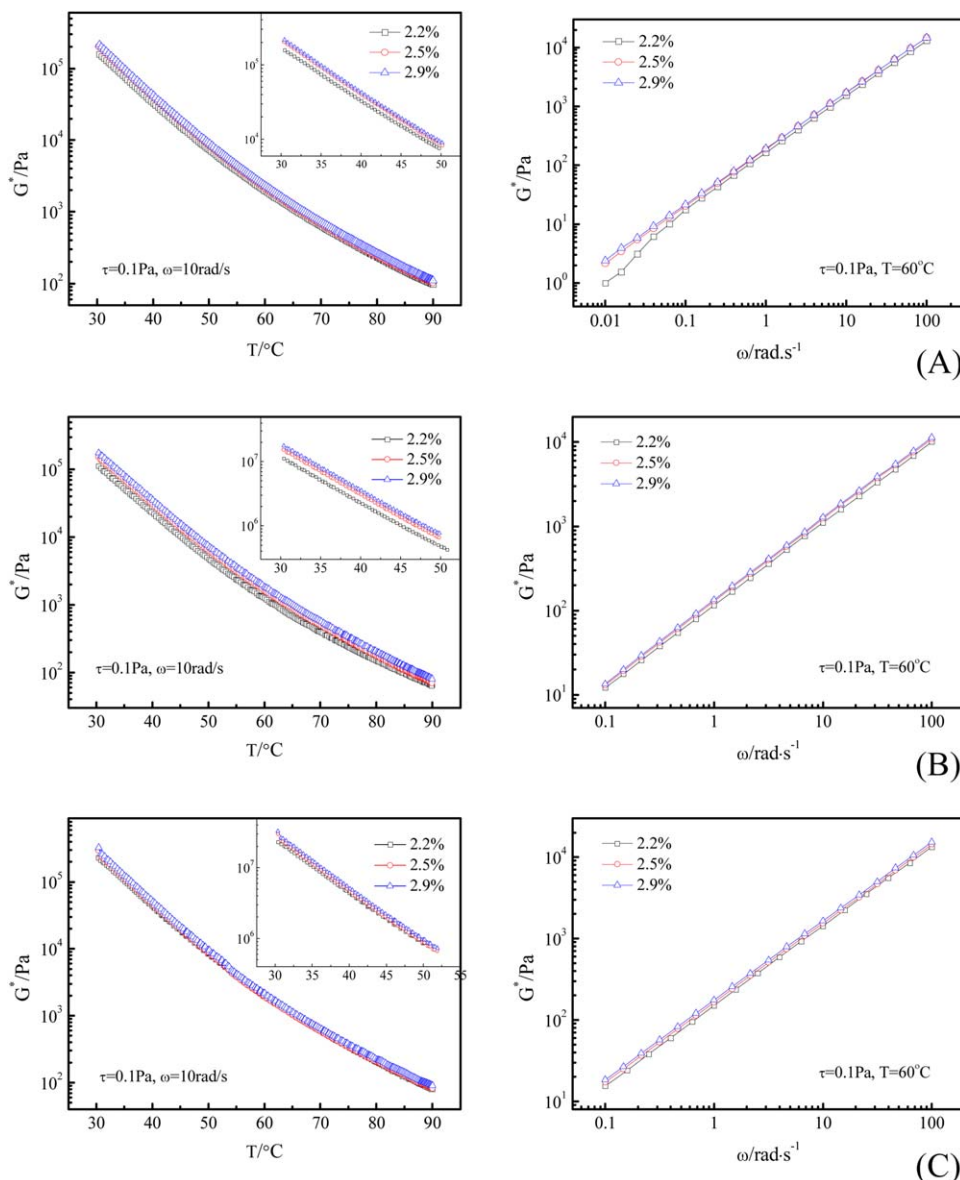 2.2%
2.5%
2.9%
10^5
10^4
30 35 40 45 50
10^5
10^4
10^3
10^2
G*/Pa
τ=0.1Pa, ω=10rad/s
30 40 50 60 70 80 90
T/°C
2.2%
2.5%
2.9%
10^4
10^3
10^2
10^1
10^0
G*/Pa
τ=0.1Pa, T=60°C
0.01 0.1 1 10 100
ω/rad.s^-1
(A)
2.2%
2.5%
2.9%
10^7
10^6
30 35 40 45 50
10^5
10^4
10^3
10^2
G*/Pa
τ=0.1Pa, ω=10rad/s
30 40 50 60 70 80 90
T/°C
2.2%
2.5%
2.9%
10^4
10^3
10^2
10^1
G*/Pa
τ=0.1Pa, T=60°C
0.1 1 10 100
ω/rad·s^-1
(B)
2.2%
2.5%
2.9%
10^7
10^6
30 35 40 45 50 55
10^5
10^4
10^3
10^2
G*/Pa
τ=0.1Pa, ω=10rad/s
30 40 50 60 70 80 90
T/°C
2.2%
2.5%
2.9%
10^4
10^3
10^2
10^1
G*/Pa
τ=0.1Pa, T=60°C
0.1 1 10 100
ω/rad·s^-1
(C)